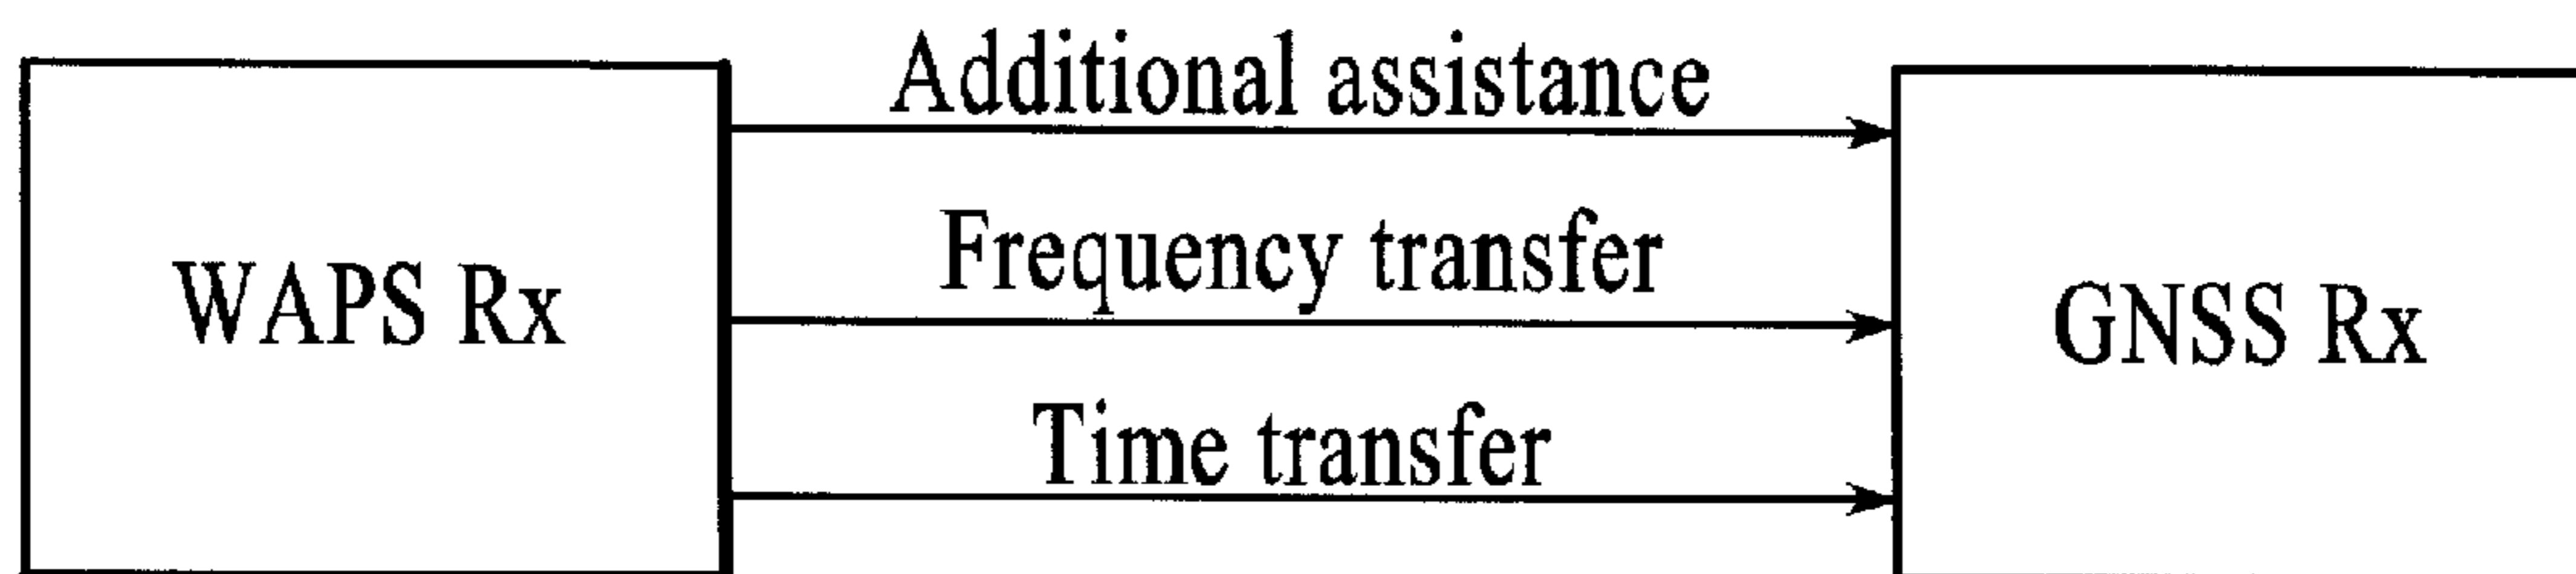 Additional assistance
WAPS Rx
Frequency transfer
GNSS Rx
Time transfer